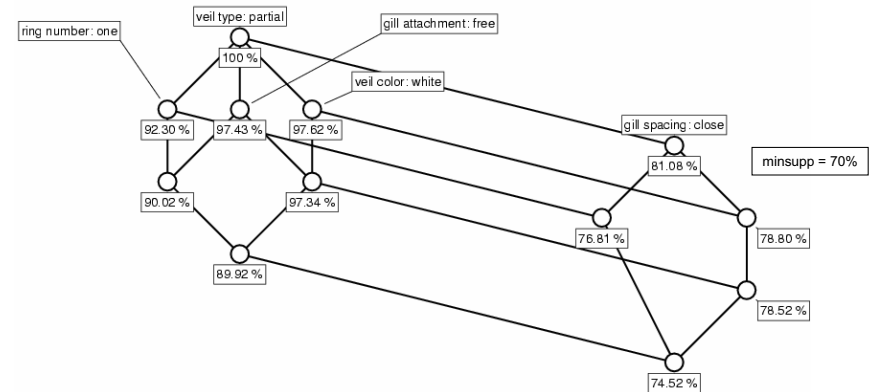 veil type: partial
ring number: one
gill attachment: free
100 %
veil color: white
92.30 %
97.43 %
97.62 %
gill spacing: close
81.08 %
minsupp = 70%
90.02 %
97.34 %
76.81 %
78.80 %
89.92 %
78.52 %
74.52 %